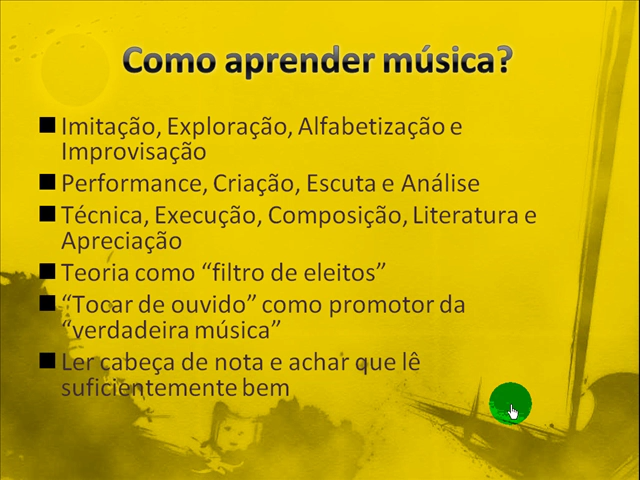 Como aprender música?
Imitação, Exploração, Alfabetização e
Improvisação
Performance, Criação, Escuta e Análise
Técnica, Execução, Composição, Literatura e
Apreciação
Teoria como “filtro de eleitos”
“Tocar de ouvido” como promotor da
“verdadeira música”
Ler cabeça de nota e achar que lê
suficientemente bem